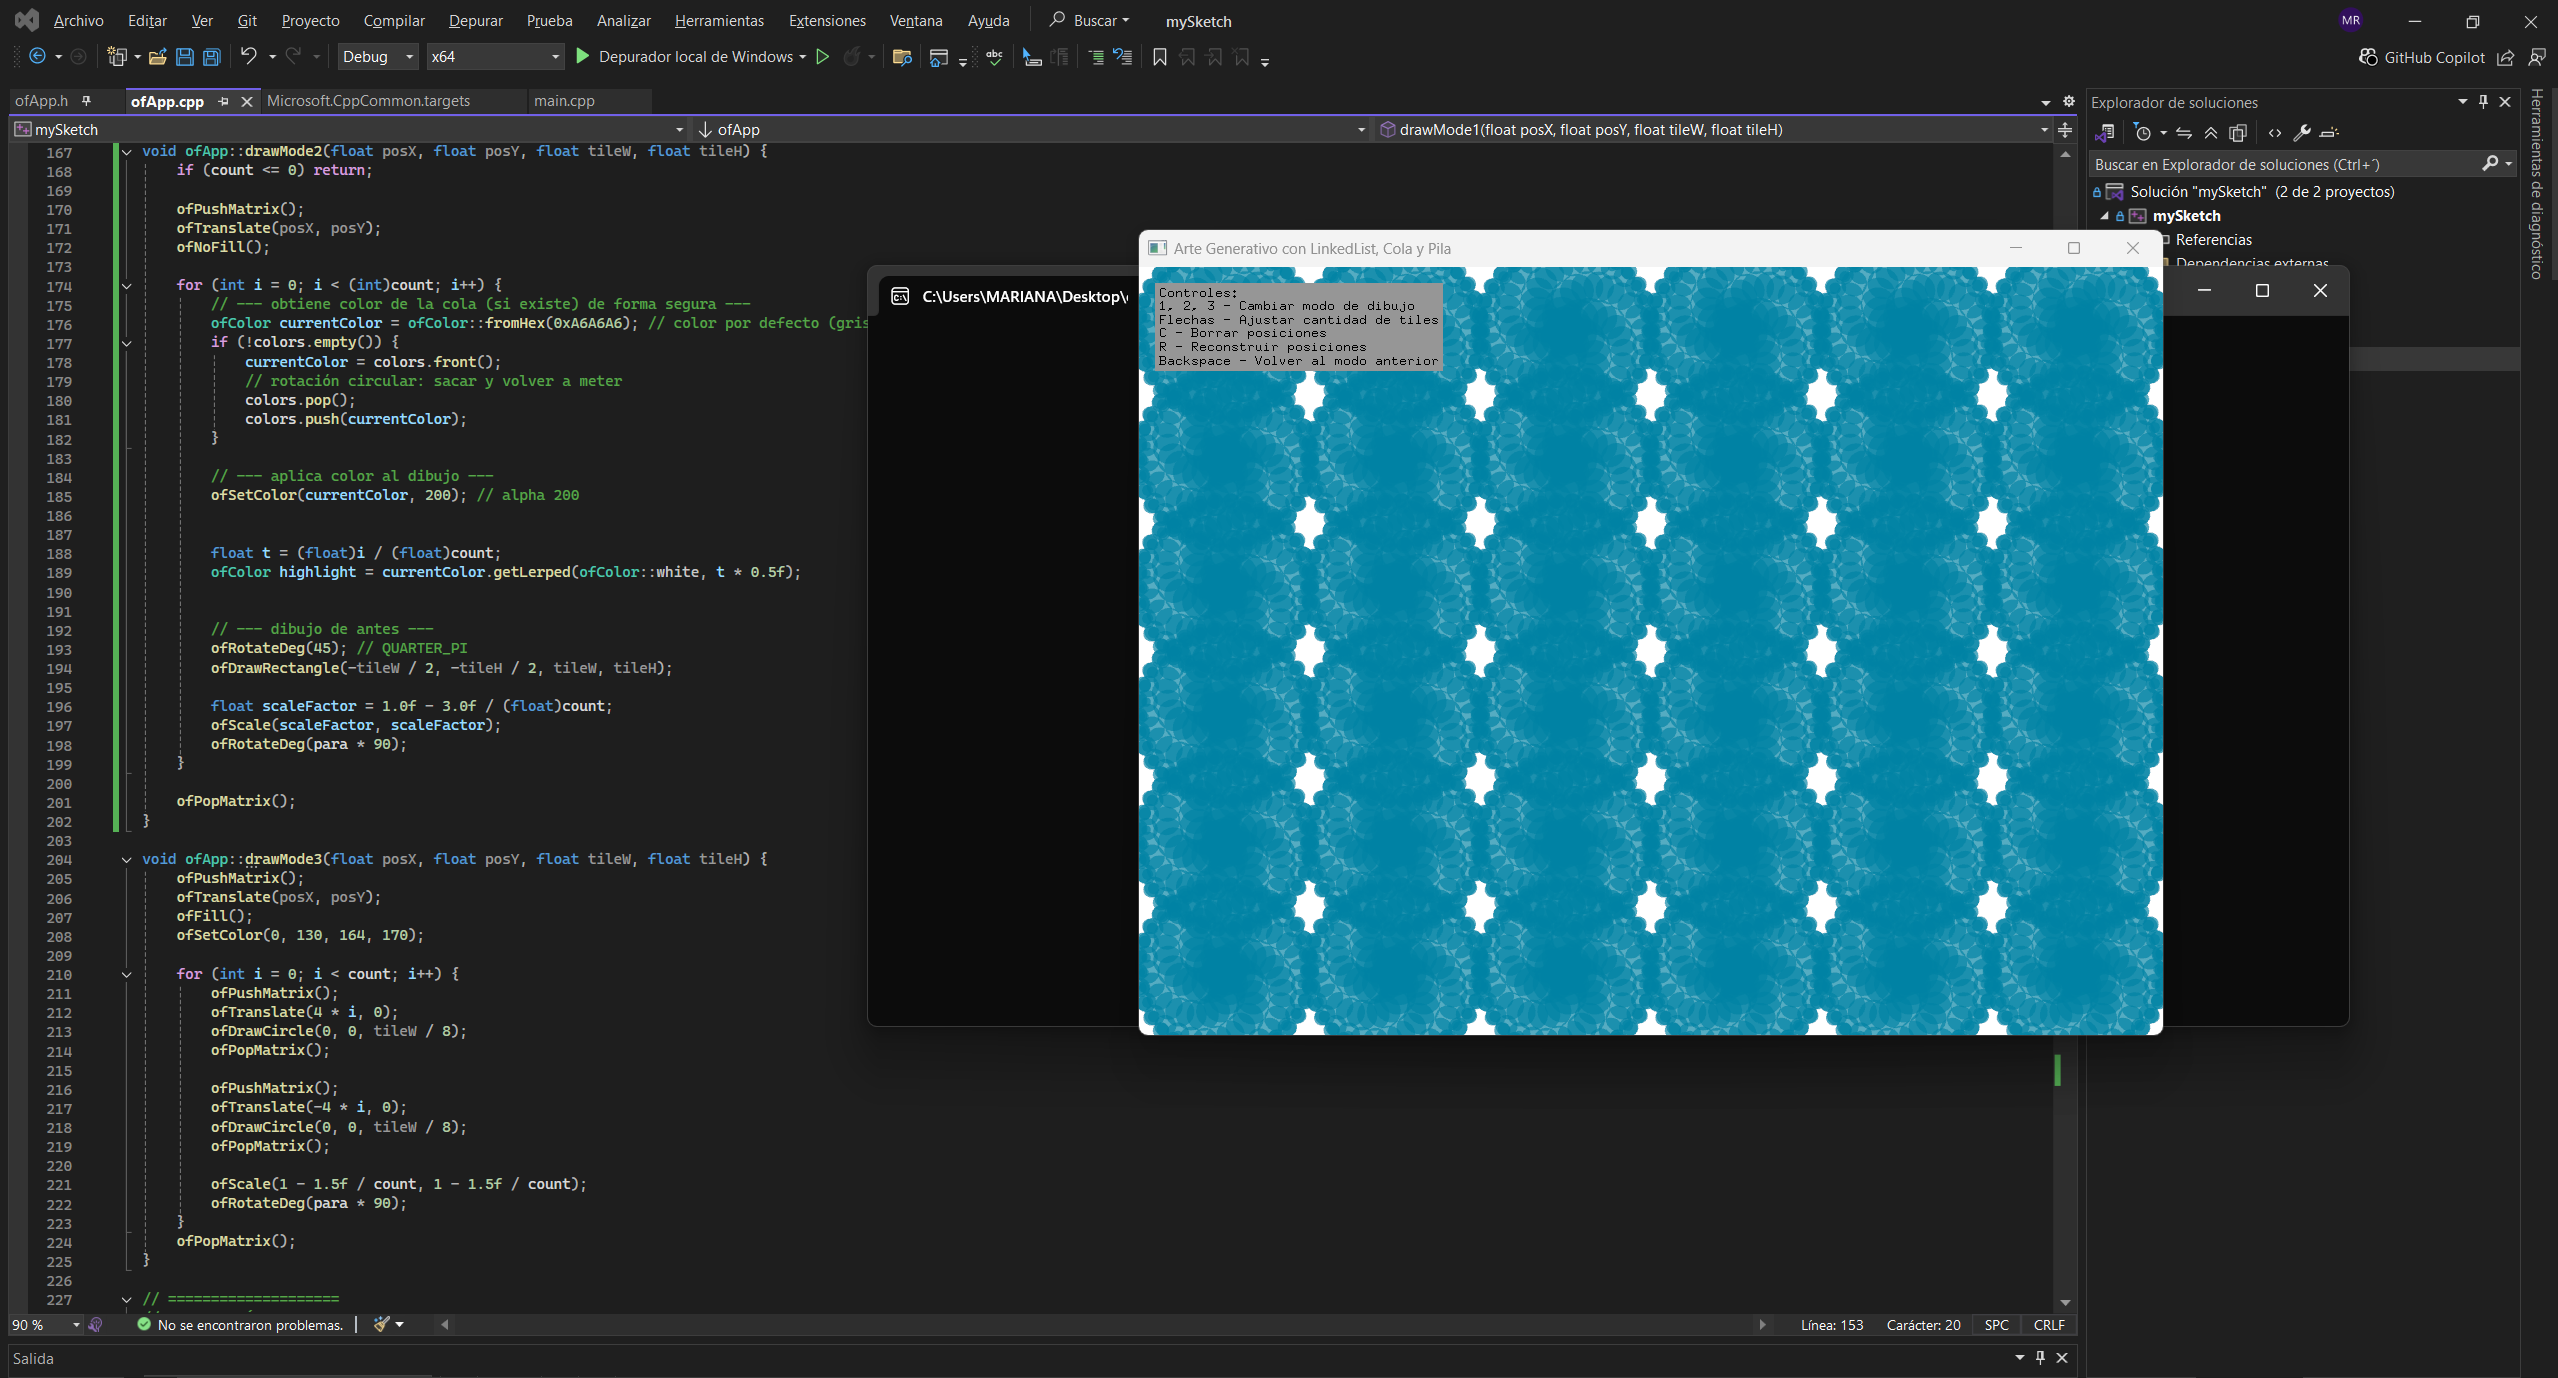 Archivo Editar Ver Git Proyecto Compilar Depurar Prueba Analizar Herramientas Extensiones Ventana Ayuda Buscar mySketch MR
Debug x64 Depurador local de Windows abc GitHub Copilot
ofApp.h ofApp.cpp Microsoft.CppCommon.targets main.cpp
mySketch ofApp drawMode1(float posX, float posY, float tileW, float tileH)
167 void ofApp::drawMode2(float posX, float posY, float tileW, float tileH) {
168 if (count <= 0) return;
169
170 ofPushMatrix();
171 ofTranslate(posX, posY);
172 ofNoFill();
173
174 for (int i = 0; i < (int)count; i++) {
175 // --- obtiene color de la cola (si existe) de forma segura ---
176 ofColor currentColor = ofColor::fromHex(0xA6A6A6); // color por defecto (gris
177 if (!colors.empty()) {
178 currentColor = colors.front();
179 // rotación circular: sacar y volver a meter
180 colors.pop();
181 colors.push(currentColor);
182 }
183
184 // --- aplica color al dibujo ---
185 ofSetColor(currentColor, 200); // alpha 200
186
187
188 float t = (float)i / (float)count;
189 ofColor highlight = currentColor.getLerped(ofColor::white, t * 0.5f);
190
191
192 // --- dibujo de antes ---
193 ofRotateDeg(45); // QUARTER_PI
194 ofDrawRectangle(-tileW / 2, -tileH / 2, tileW, tileH);
195
196 float scaleFactor = 1.0f - 3.0f / (float)count;
197 ofScale(scaleFactor, scaleFactor);
198 ofRotateDeg(para * 90);
199 }
200
201 ofPopMatrix();
202 }
203
204 void ofApp::drawMode3(float posX, float posY, float tileW, float tileH) {
205 ofPushMatrix();
206 ofTranslate(posX, posY);
207 ofFill();
208 ofSetColor(0, 130, 164, 170);
209
210 for (int i = 0; i < count; i++) {
211 ofPushMatrix();
212 ofTranslate(4 * i, 0);
213 ofDrawCircle(0, 0, tileW / 8);
214 ofPopMatrix();
215
216 ofPushMatrix();
217 ofTranslate(-4 * i, 0);
218 ofDrawCircle(0, 0, tileW / 8);
219 ofPopMatrix();
220
221 ofScale(1 - 1.5f / count, 1 - 1.5f / count);
222 ofRotateDeg(para * 90);
223 }
224 ofPopMatrix();
225 }
226
227 // ====================
90 % No se encontraron problemas. Línea: 153 Carácter: 20 SPC CRLF
Salida
C:\Users\MARIANA\Desktop\
Arte Generativo con LinkedList, Cola y Pila
Controles:
1, 2, 3 - Cambiar modo de dibujo
Flechas - Ajustar cantidad de tiles
C - Borrar posiciones
R - Reconstruir posiciones
Backspace - Volver al modo anterior
Explorador de soluciones
Buscar en Explorador de soluciones (Ctrl+´)
Solución "mySketch" (2 de 2 proyectos)
mySketch
Referencias
Dependencias externas
Herramientas de diagnóstico